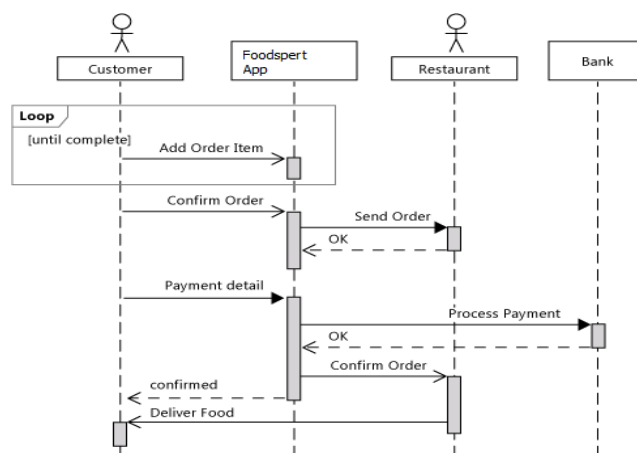 Customer
Foodspert
App
Restaurant
Bank
Loop
[until complete]
Add Order Item
Confirm Order
Send Order
OK
Payment detail
Process Payment
OK
Confirm Order
confirmed
Deliver Food